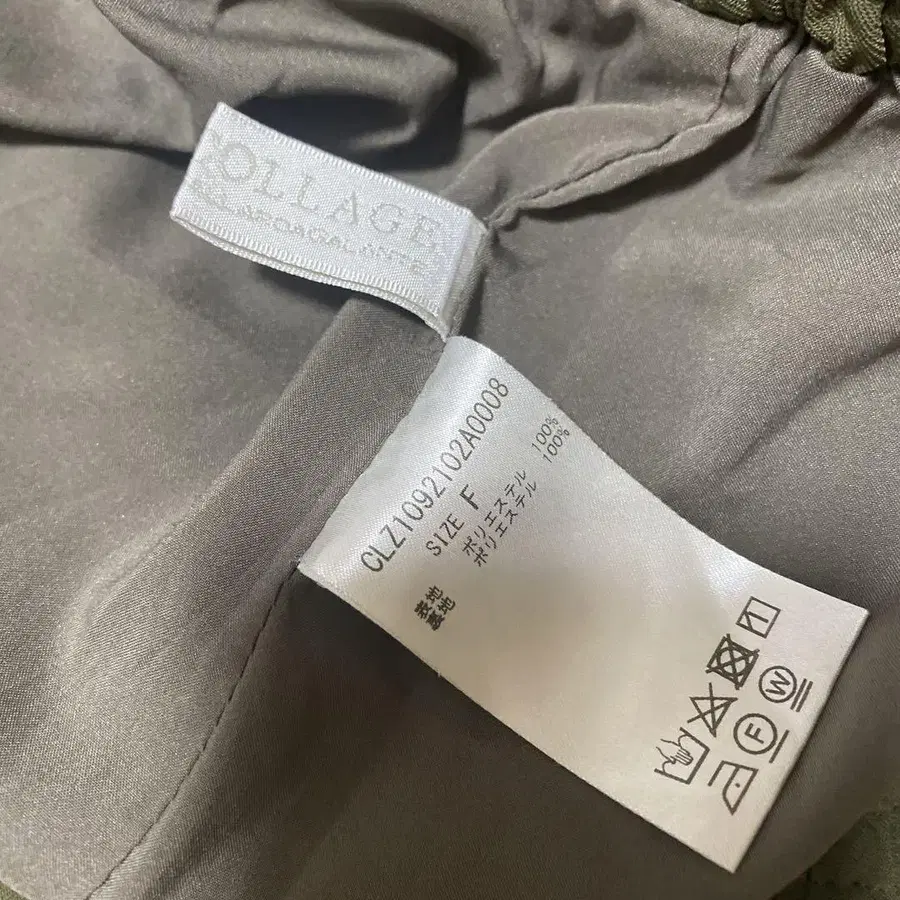 COLLAGE
GALLARDAGALANTE
CLZ1092102A0008
SIZE F
表地 ポリエステル 100%
裏地 ポリエステル 100%
W
F